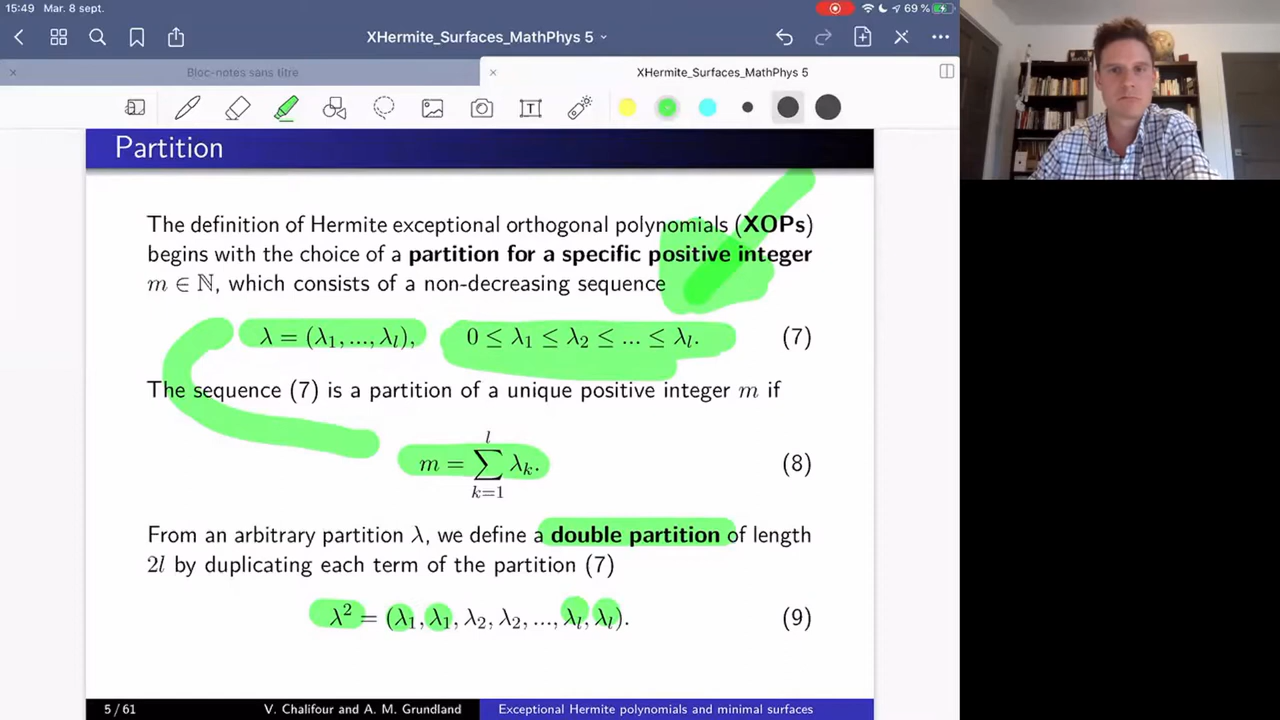 15:49 Mar. 8 sept.
69 %
XHermite_Surfaces_MathPhys 5
Bloc-notes sans titre
XHermite_Surfaces_MathPhys 5
Partition
The definition of Hermite exceptional orthogonal polynomials (XOPs)
begins with the choice of a partition for a specific positive integer
m ∈ ℕ, which consists of a non-decreasing sequence
λ = (λ₁, ..., λₗ), 0 ≤ λ₁ ≤ λ₂ ≤ ... ≤ λₗ. (7)
The sequence (7) is a partition of a unique positive integer m if
m = ∑_{k=1}^{l} λₖ. (8)
From an arbitrary partition λ, we define a double partition of length
2l by duplicating each term of the partition (7)
λ² = (λ₁, λ₁, λ₂, λ₂, ..., λₗ, λₗ). (9)
5 / 61 V. Chalifour and A. M. Grundland Exceptional Hermite polynomials and minimal surfaces